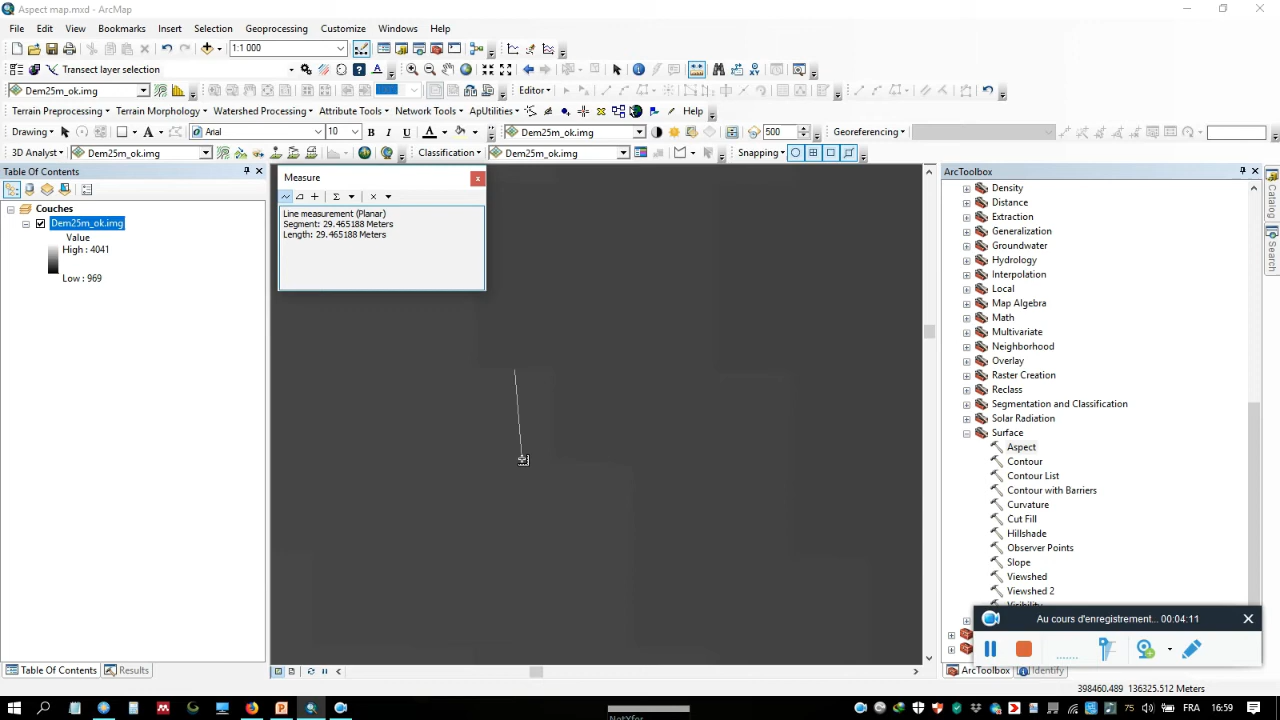 Aspect map.mxd - ArcMap
File Edit View Bookmarks Insert Selection Geoprocessing Customize Windows Help
1:1 000
Transect layer selection
Dem25m_ok.img Editor
Terrain Preprocessing Terrain Morphology Watershed Processing Attribute Tools Network Tools ApUtilities Help
Drawing Arial 10 B I U A Dem25m_ok.img 500 Georeferencing
3D Analyst Dem25m_ok.img Classification Dem25m_ok.img Snapping
Table Of Contents
Couches
Dem25m_ok.img
Value
High : 4041
Low : 969
Measure
Line measurement (Planar)
Segment: 29.465188 Meters
Length: 29.465188 Meters
ArcToolbox
Density
Distance
Extraction
Generalization
Groundwater
Hydrology
Interpolation
Local
Map Algebra
Math
Multivariate
Neighborhood
Overlay
Raster Creation
Reclass
Segmentation and Classification
Solar Radiation
Surface
Aspect
Contour
Contour List
Contour with Barriers
Curvature
Cut Fill
Hillshade
Observer Points
Slope
Viewshed
Viewshed 2
Visibility
Catalog
Search
Au cours d'enregistrement... 00:04:11
Table Of Contents Results
ArcToolbox Identify
398460.489 136325.512 Meters
75 FRA 16:59